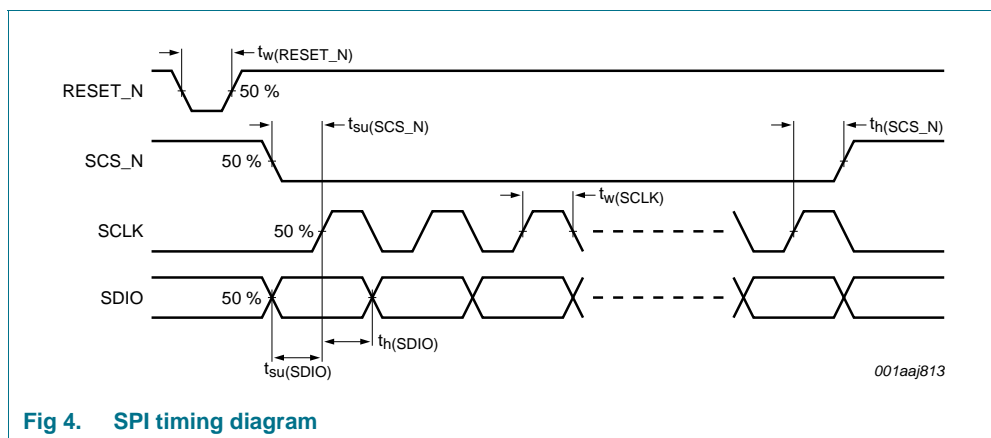 tw(RESET_N)
RESET_N
50 %
tsu(SCS_N)
th(SCS_N)
SCS_N
50 %
tw(SCLK)
SCLK
50 %
SDIO
50 %
th(SDIO)
tsu(SDIO)
001aaj813
Fig 4. SPI timing diagram